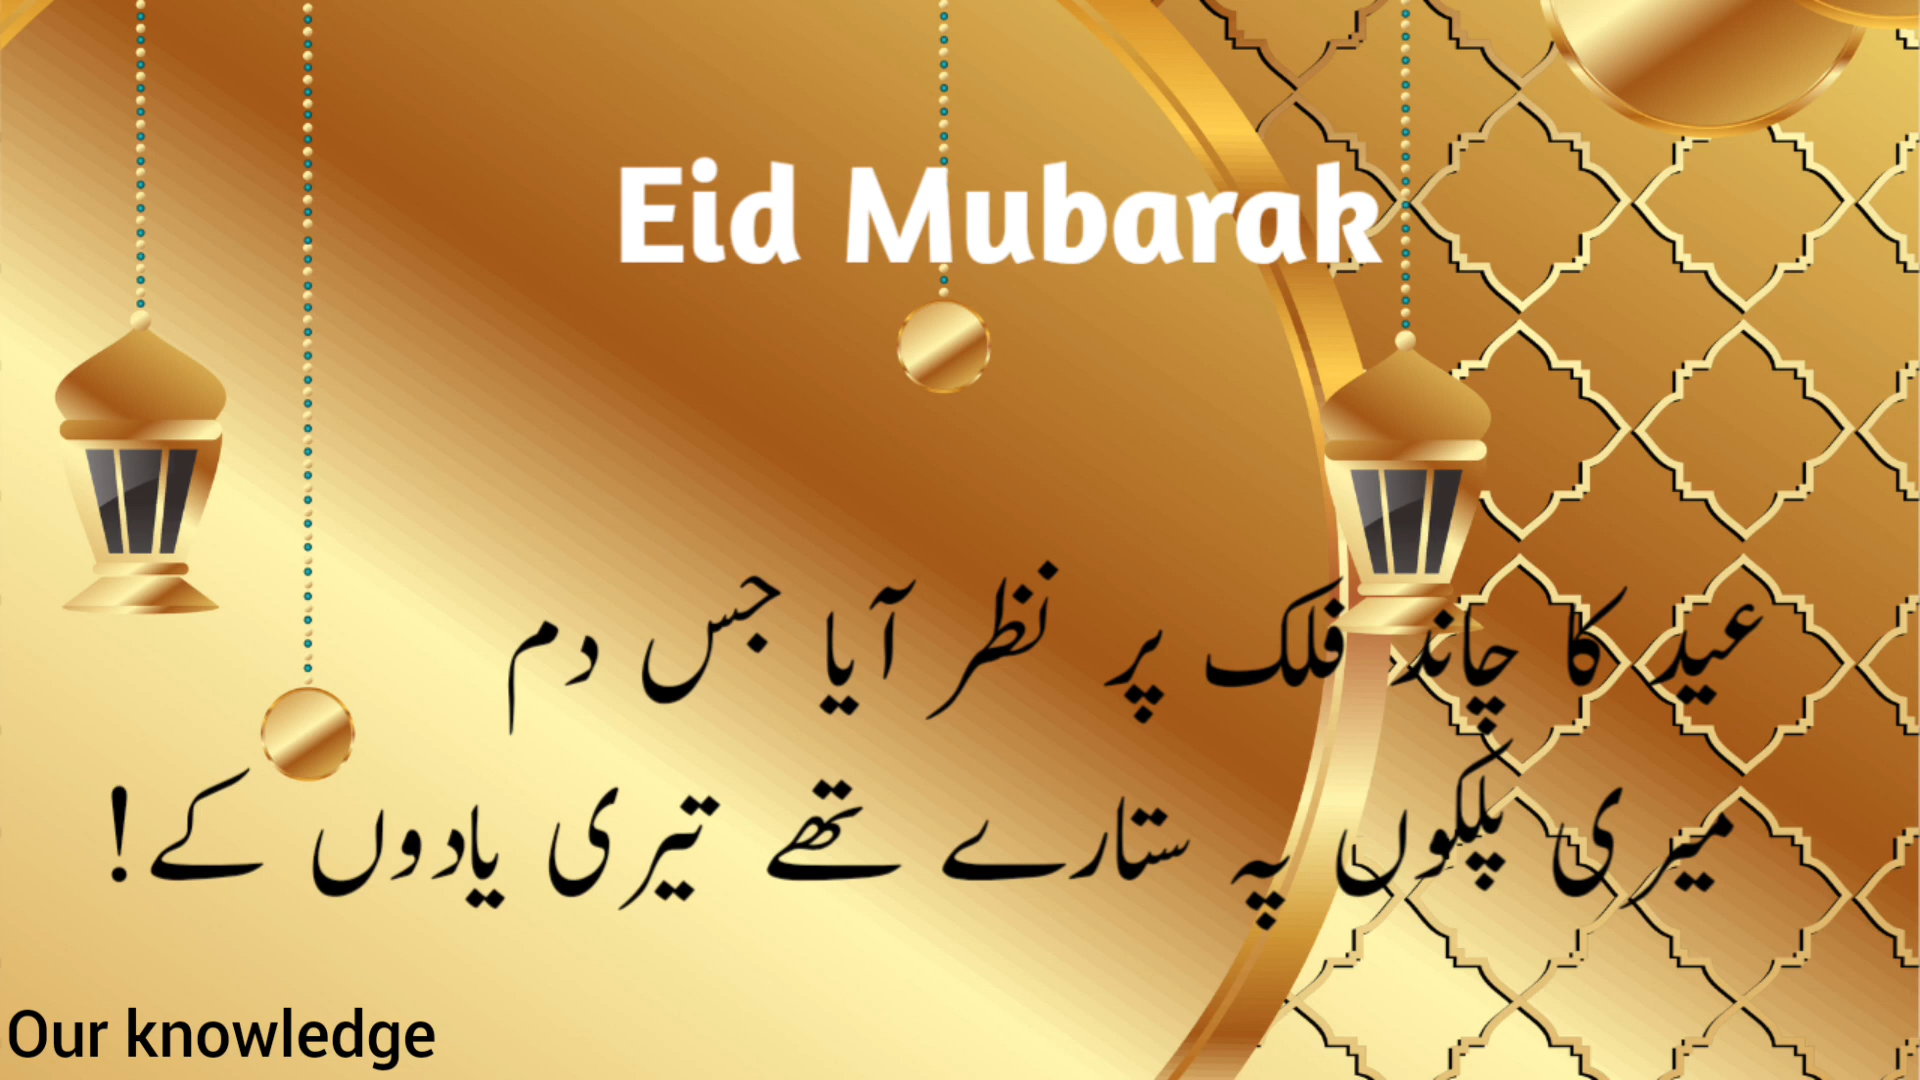 Eid Mubarak
عید کا چاند فلک پر نظر آیا جس دم
میری پلکوں پہ ستارے تھے تیری یادوں کے!
Our knowledge